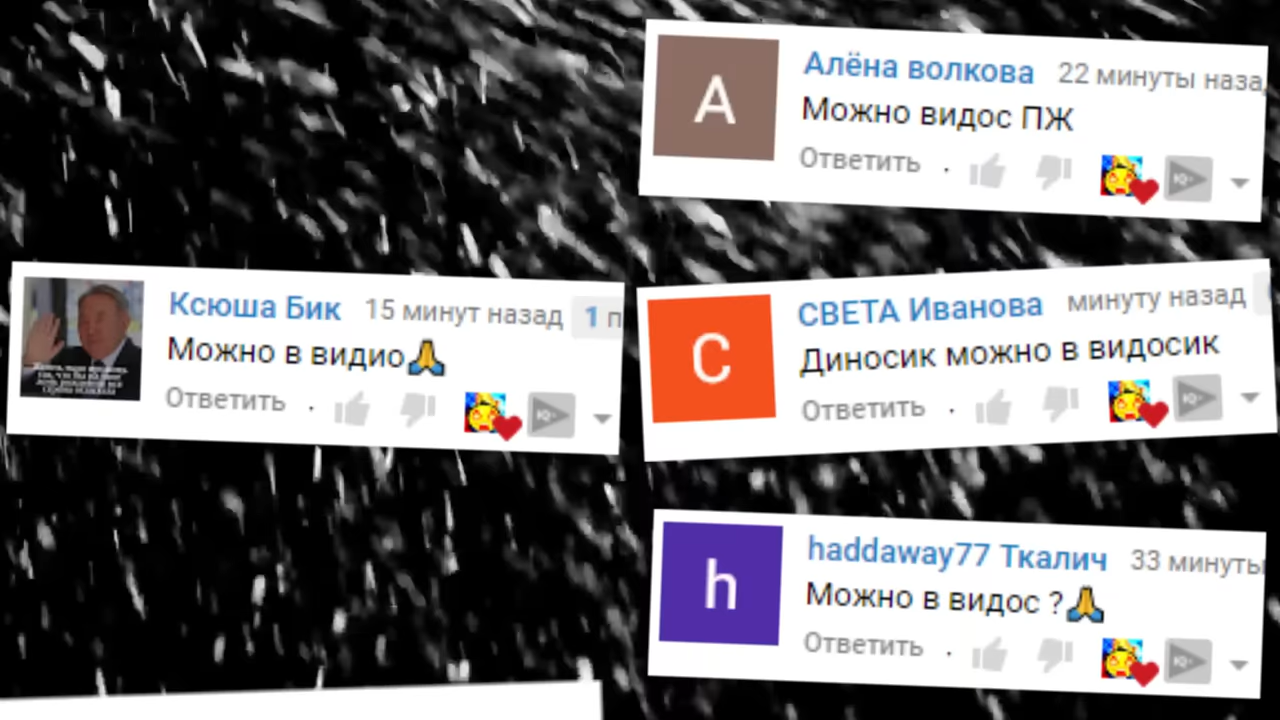 Алёна волкова 22 минуты наза
Можно видос ПЖ
Ответить
Ксюша Бик 15 минут назад 1 п
Можно в видио🙏
Ответить
СВЕТА Иванова минуту назад
Диносик можно в видосик
Ответить
haddaway77 Ткалич 33 минуты
Можно в видос ?🙏
Ответить